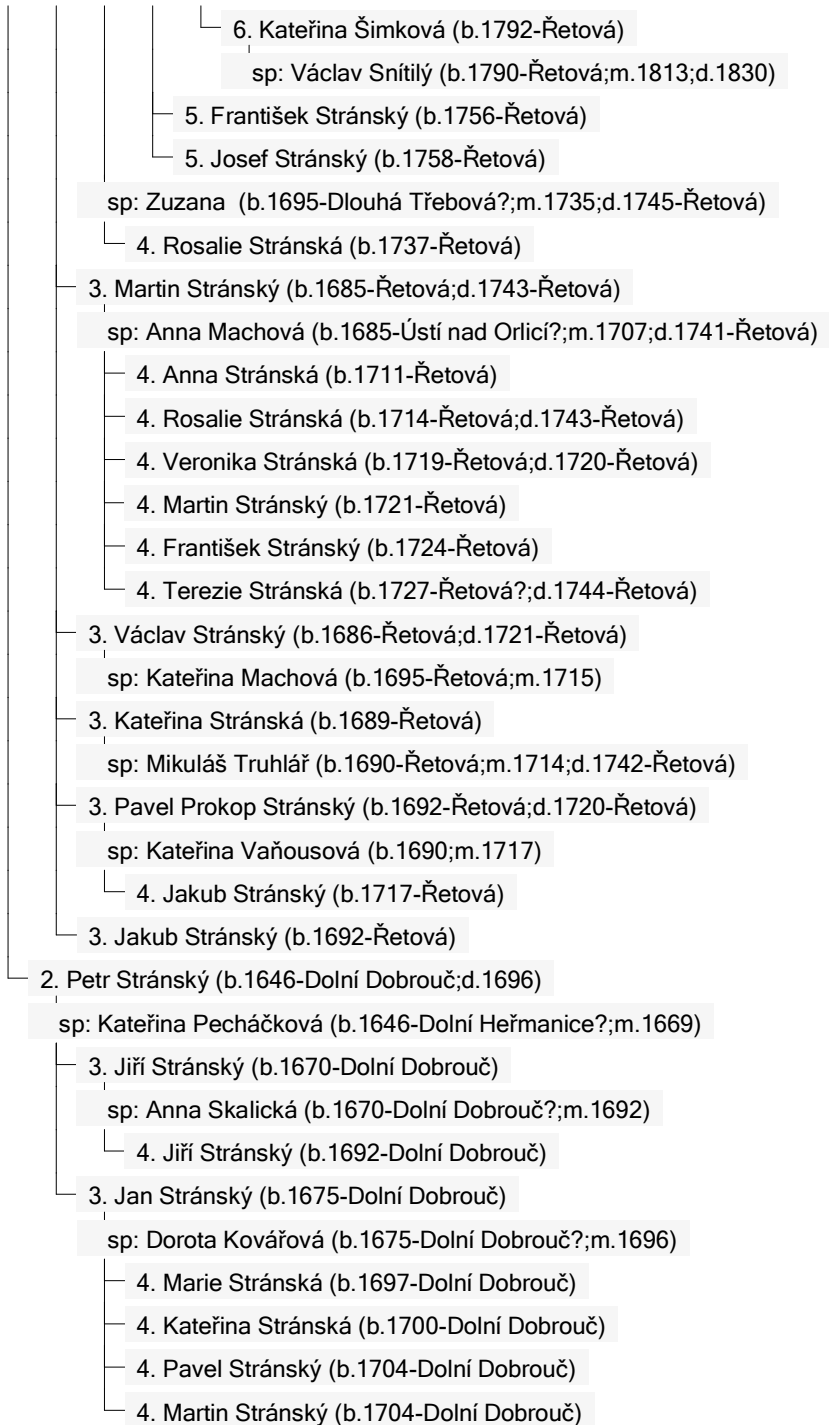 6. Kateřina Šimková (b.1792-Řetová)
sp: Václav Snítilý (b.1790-Řetová;m.1813;d.1830)
5. František Stránský (b.1756-Řetová)
5. Josef Stránský (b.1758-Řetová)
sp: Zuzana (b.1695-Dlouhá Třebová?;m.1735;d.1745-Řetová)
4. Rosalie Stránská (b.1737-Řetová)
3. Martin Stránský (b.1685-Řetová;d.1743-Řetová)
sp: Anna Machová (b.1685-Ústí nad Orlicí?;m.1707;d.1741-Řetová)
4. Anna Stránská (b.1711-Řetová)
4. Rosalie Stránská (b.1714-Řetová;d.1743-Řetová)
4. Veronika Stránská (b.1719-Řetová;d.1720-Řetová)
4. Martin Stránský (b.1721-Řetová)
4. František Stránský (b.1724-Řetová)
4. Terezie Stránská (b.1727-Řetová?;d.1744-Řetová)
3. Václav Stránský (b.1686-Řetová;d.1721-Řetová)
sp: Kateřina Machová (b.1695-Řetová;m.1715)
3. Kateřina Stránská (b.1689-Řetová)
sp: Mikuláš Truhlář (b.1690-Řetová;m.1714;d.1742-Řetová)
3. Pavel Prokop Stránský (b.1692-Řetová;d.1720-Řetová)
sp: Kateřina Vaňousová (b.1690;m.1717)
4. Jakub Stránský (b.1717-Řetová)
3. Jakub Stránský (b.1692-Řetová)
2. Petr Stránský (b.1646-Dolní Dobrouč;d.1696)
sp: Kateřina Pecháčková (b.1646-Dolní Heřmanice?;m.1669)
3. Jiří Stránský (b.1670-Dolní Dobrouč)
sp: Anna Skalická (b.1670-Dolní Dobrouč?;m.1692)
4. Jiří Stránský (b.1692-Dolní Dobrouč)
3. Jan Stránský (b.1675-Dolní Dobrouč)
sp: Dorota Kovářová (b.1675-Dolní Dobrouč?;m.1696)
4. Marie Stránská (b.1697-Dolní Dobrouč)
4. Kateřina Stránská (b.1700-Dolní Dobrouč)
4. Pavel Stránský (b.1704-Dolní Dobrouč)
4. Martin Stránský (b.1704-Dolní Dobrouč)